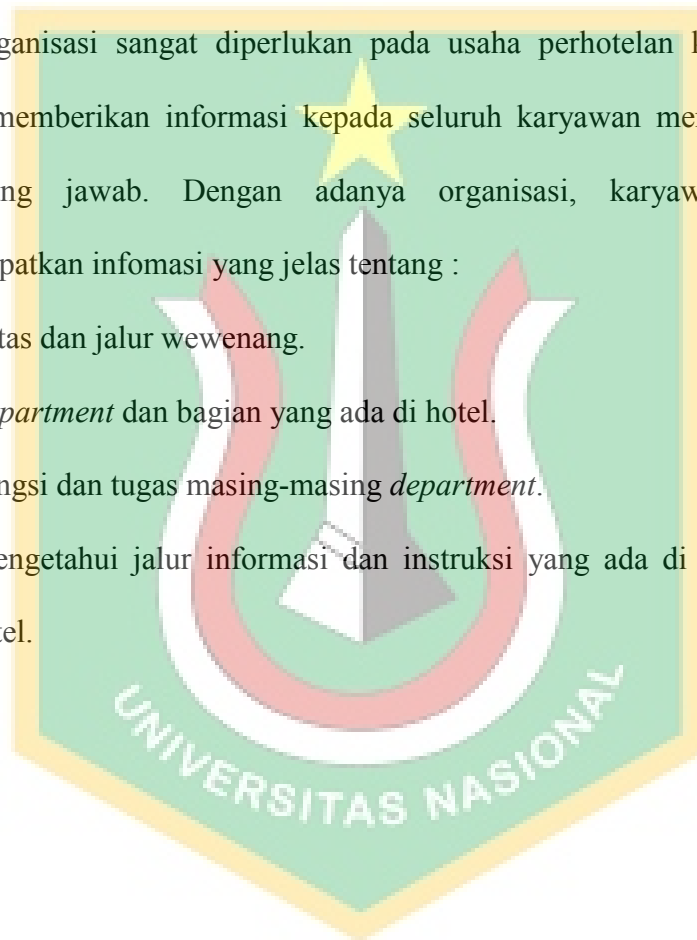 ganisasi sangat diperlukan pada usaha perhotelan
memberikan informasi kepada seluruh karyawan me
ng jawab. Dengan adanya organisasi, karyaw
patkan infomasi yang jelas tentang :
tas dan jalur wewenang.
partment dan bagian yang ada di hotel.
ngsi dan tugas masing-masing department.
engetahui jalur informasi dan instruksi yang ada di
tel.
UNIVERSITAS NASIONAL